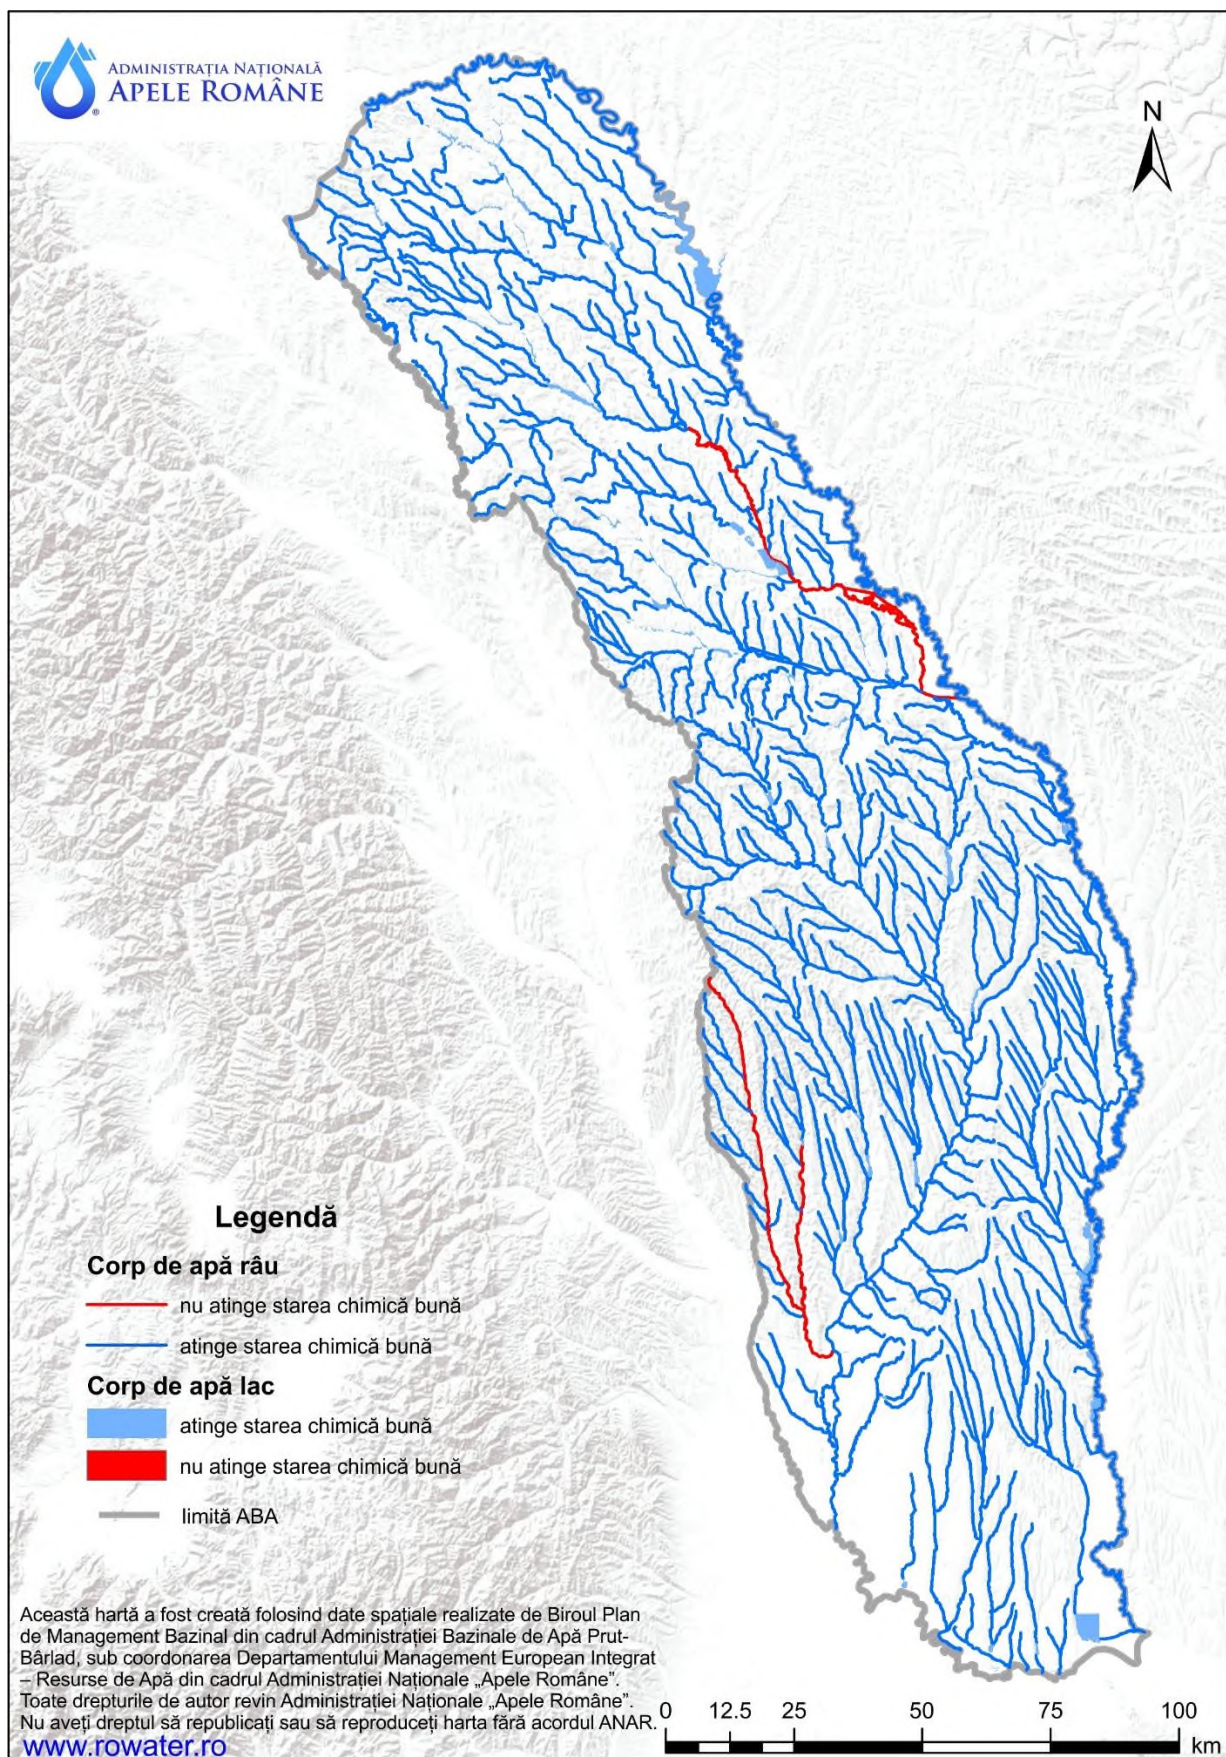 ADMINISTRAȚIA NAȚIONALĂ
APELE ROMÂNE
®
N
Legendă
Corp de apă râu
nu atinge starea chimică bună
atinge starea chimică bună
Corp de apă lac
atinge starea chimică bună
nu atinge starea chimică bună
limită ABA
Această hartă a fost creată folosind date spațiale realizate de Biroul Plan
de Management Bazinal din cadrul Administrației Bazinale de Apă Prut-
Bârlad, sub coordonarea Departamentului Management European Integrat
– Resurse de Apă din cadrul Administrației Naționale „Apele Române”.
Toate drepturile de autor revin Administrației Naționale „Apele Române”.
Nu aveți dreptul să republicați sau să reproduceți harta fără acordul ANAR.
www.rowater.ro
0 12.5 25 50 75 100
km